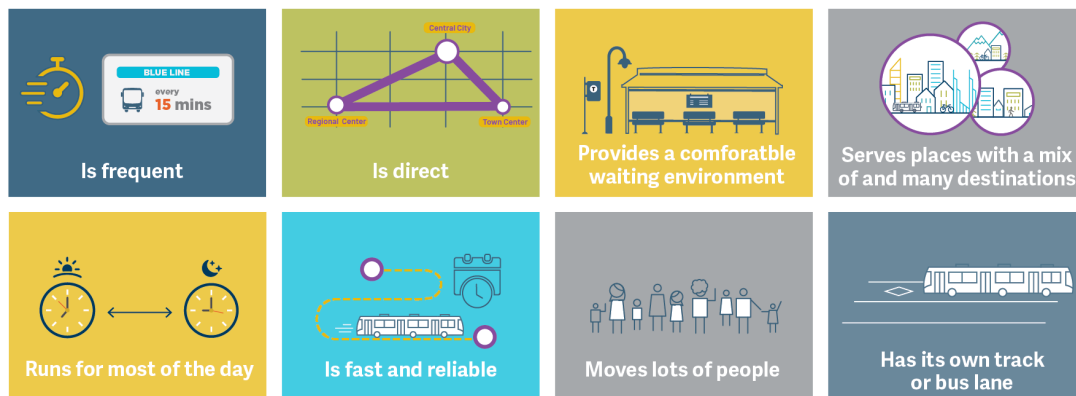 BLUE LINE
every
15 mins
Is frequent
Central City
Regional Center
Town Center
Is direct
T
Provides a comforatble
waiting environment
Serves places with a mix
of and many destinations
Runs for most of the day
Is fast and reliable
Moves lots of people
Has its own track
or bus lane